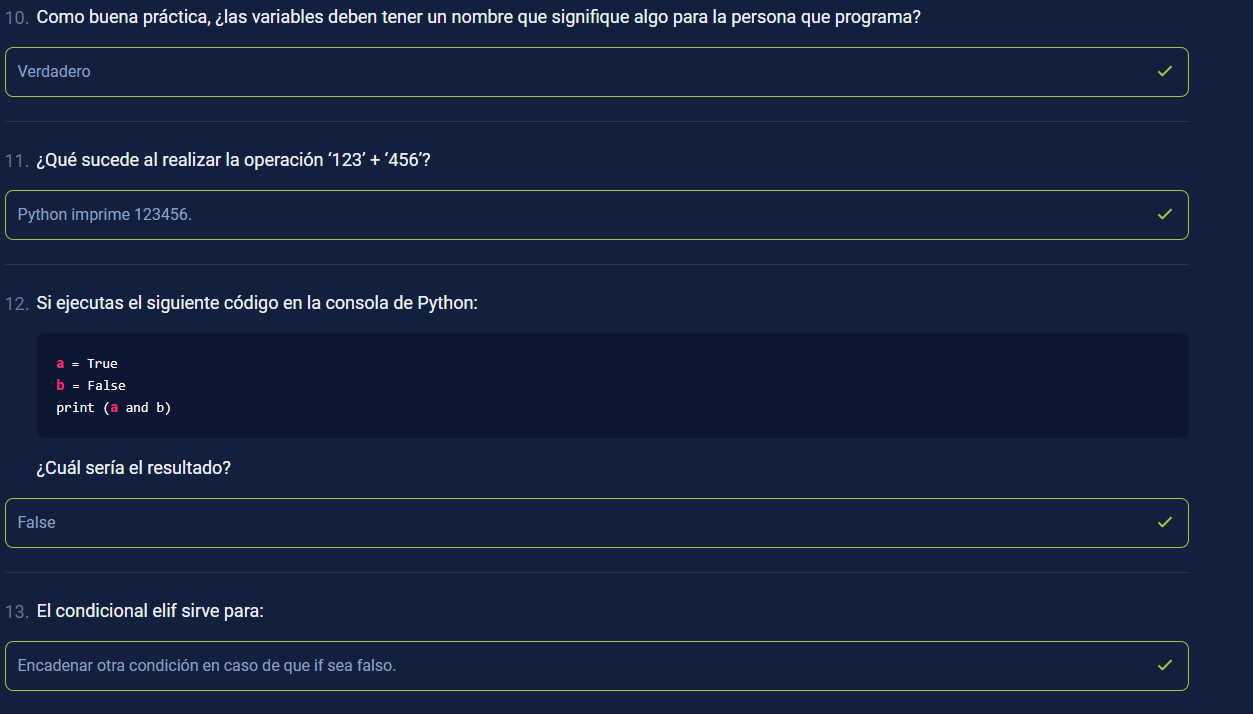 10. Como buena práctica, ¿las variables deben tener un nombre que signifique algo para la persona que programa?
Verdadero
11. ¿Qué sucede al realizar la operación ‘123’ + ‘456’?
Python imprime 123456.
12. Si ejecutas el siguiente código en la consola de Python:
a = True
b = False
print (a and b)
¿Cuál sería el resultado?
False
13. El condicional elif sirve para:
Encadenar otra condición en caso de que if sea falso.